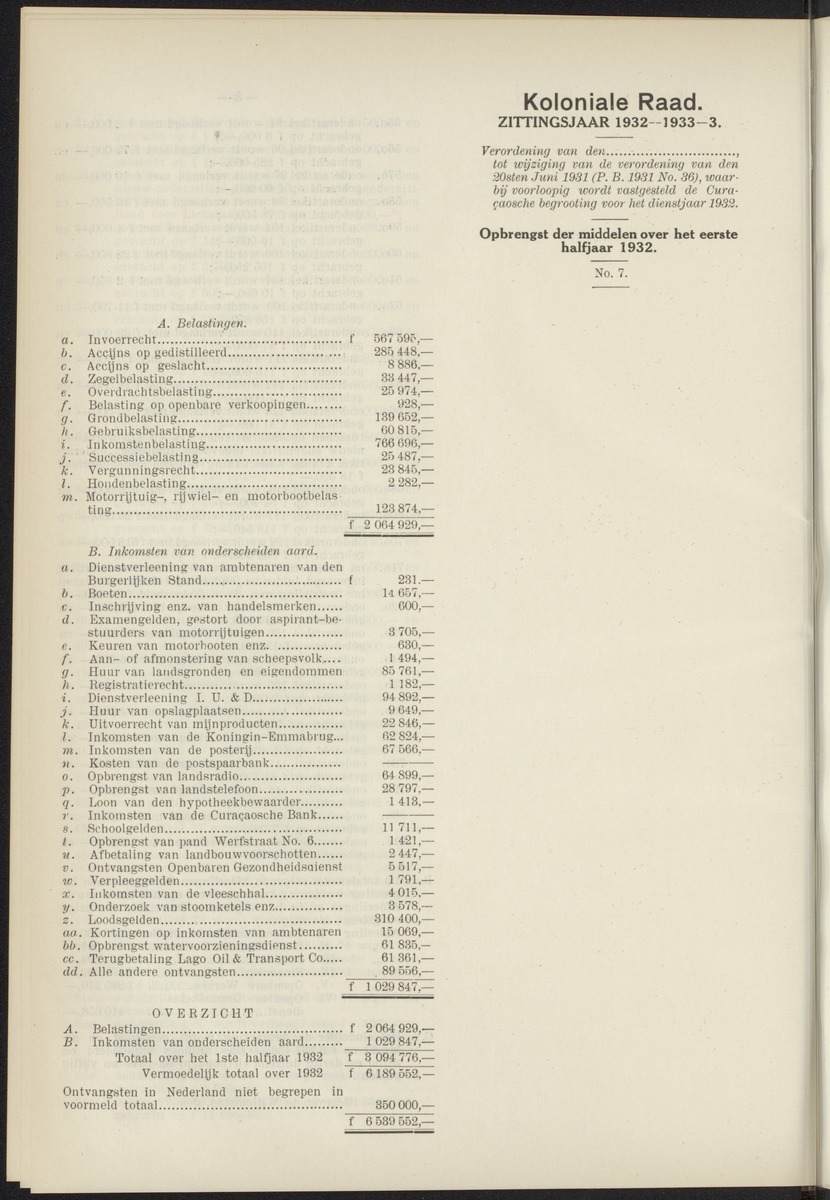 Koloniale Raad.
ZITTINGSJAAR 1932--1933-3.
Verordening van den..............................,
tot wijziging van de verordening van den
20sten Juni 1931 (P. B. 1931 No. 36), waar-
bij voorloopig wordt vastgesteld de Cura-
çaosche begrooting voor het dienstjaar 1932.
Opbrengst der middelen over het eerste
halfjaar 1932.
No. 7.
A. Belastingen.
a. Invoerrecht............................................ f 567 595,—
b. Accijns op gedistilleerd........................... 285 448,—
c. Accijns op geslacht................................ 8 886,—
d. Zegelbelasting........................................ 33 447,—
e. Overdrachtsbelasting.............................. 25 974,—
f. Belasting op openbare verkoopingen....... 928,—
g. Grondbelasting....................................... 139 652,—
h. Gebruiksbelasting................................... 60 815,—
i. Inkomstenbelasting................................. 766 696,—
j. Successiebelasting.................................. 25 487,—
k. Vergunningsrecht................................... 23 845,—
l. Hondenbelasting..................................... 2 282,—
m. Motorrijtuig-, rijwiel- en motorbootbelas-
ting...................................................... 123 874,—
f 2 064 929,—
B. Inkomsten van onderscheiden aard.
a. Dienstverleening van ambtenaren van den
Burgerlijken Stand................................. f 231.—
b. Boeten.................................................. 14 657,—
c. Inschrijving enz. van handelsmerken...... 600,—
d. Examengelden, gestort door aspirant-be-
stuurders van motorrijtuigen.................. 3 705,—
e. Keuren van motorbooten enz. ............... 630,—
f. Aan- of afmonstering van scheepsvolk.... 1 494,—
g. Huur van landsgronden en eigendommen 85 761,—
h. Registratierecht..................................... 1 182,—
i. Dienstverleening I. U. & D..................... 94 892,—
j. Huur van opslagplaatsen........................ 9 649,—
k. Uitvoerrecht van mijnproducten............... 22 846,—
l. Inkomsten van de Koningin-Emmabrug... 62 824,—
m. Inkomsten van de posterij..................... 67 566,—
n. Kosten van de postspaarbank................. ———
o. Opbrengst van landsradio........................ 64 899,—
p. Opbrengst van landstelefoon.................... 28 797,—
q. Loon van den hypotheekbewaarder.......... 1 413,—
r. Inkomsten van de Curaçaosche Bank...... ———
s. Schoolgelden.......................................... 11 711,—
t. Opbrengst van pand Werfstraat No. 6....... 1 421,—
u. Afbetaling van landbouwvoorschotten...... 2 447,—
v. Ontvangsten Openbaren Gezondheidsdienst 5 517,—
w. Verpleeggelden...................................... 1 791,—
x. Inkomsten van de vleeschhal.................. 4 015,—
y. Onderzoek van stoomketels enz................ 3 578,—
z. Loodsgelden.......................................... 310 400,—
aa. Kortingen op inkomsten van ambtenaren 15 069,—
bb. Opbrengst watervoorzieningsdienst.......... 61 835,—
cc. Terugbetaling Lago Oil & Transport Co..... 61 361,—
dd. Alle andere ontvangsten......................... 89 556,—
f 1 029 847,—
OVERZICHT
A. Belastingen........................................... f 2 064 929,—
B. Inkomsten van onderscheiden aard......... 1 029 847,—
Totaal over het 1ste halfjaar 1932 f 3 094 776,—
Vermoedelijk totaal over 1932 f 6 189 552,—
Ontvangsten in Nederland niet begrepen in
voormeld totaal............................................ 350 000,—
f 6 539 552,—